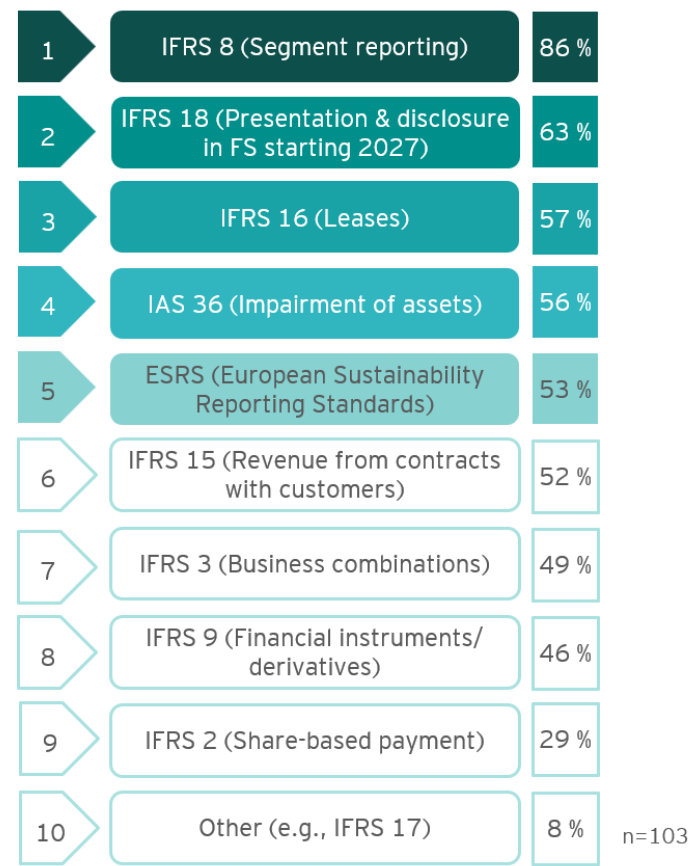 1
IFRS 8 (Segment reporting)
86 %
2
IFRS 18 (Presentation & disclosure
in FS starting 2027)
63 %
3
IFRS 16 (Leases)
57 %
4
IAS 36 (Impairment of assets)
56 %
5
ESRS (European Sustainability
Reporting Standards)
53 %
6
IFRS 15 (Revenue from contracts
with customers)
52 %
7
IFRS 3 (Business combinations)
49 %
8
IFRS 9 (Financial instruments/
derivatives)
46 %
9
IFRS 2 (Share-based payment)
29 %
10
Other (e.g., IFRS 17)
8 %
n=103